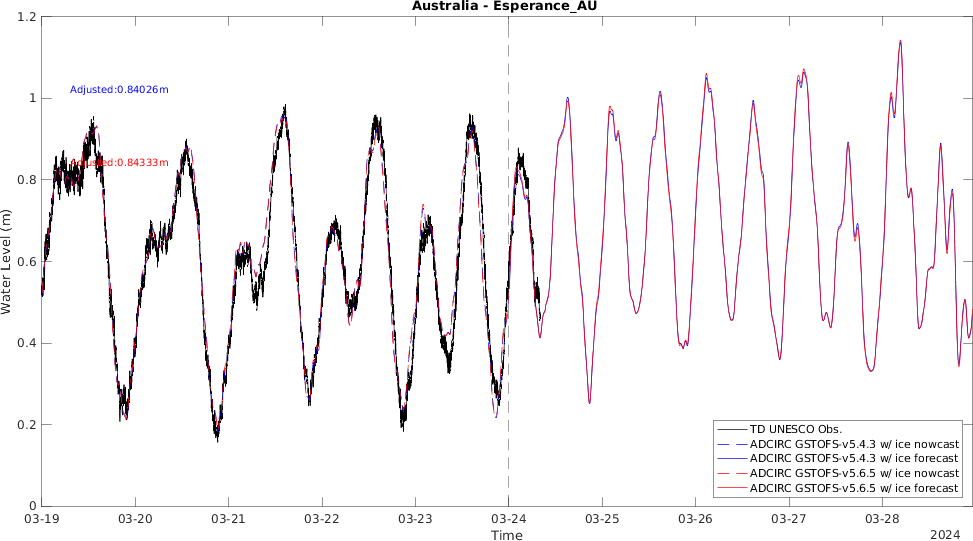 Australia - Esperance_AU
1.2
1
0.8
0.6
0.4
0.2
0
Water Level (m)
Adjusted:0.84026m
Adjusted:0.84333m
TD UNESCO Obs.
ADCIRC GSTOFS-v5.4.3 w/ ice nowcast
ADCIRC GSTOFS-v5.4.3 w/ ice forecast
ADCIRC GSTOFS-v5.6.5 w/ ice nowcast
ADCIRC GSTOFS-v5.6.5 w/ ice forecast
03-19 03-20 03-21 03-22 03-23 03-24 03-25 03-26 03-27 03-28
Time
2024